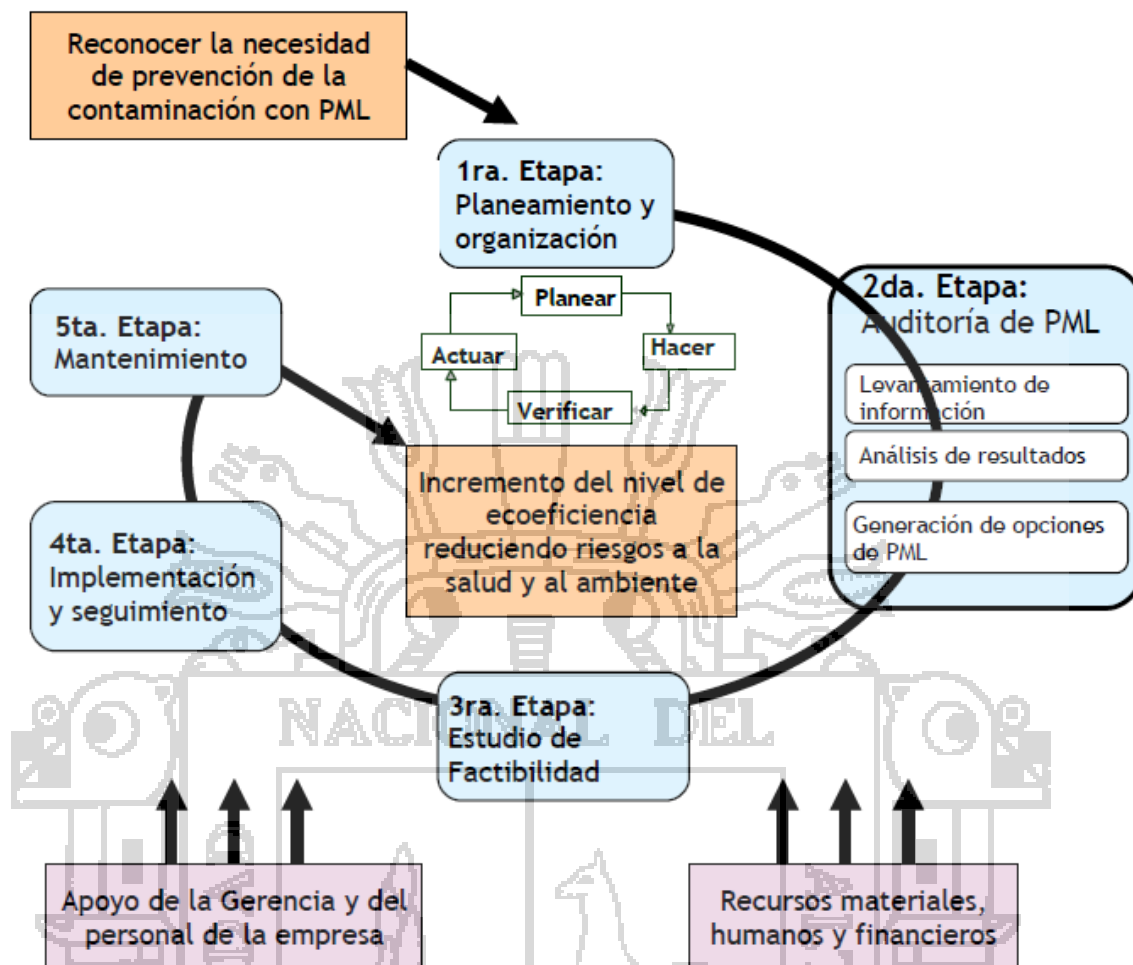 Reconocer la necesidad
de prevención de la
contaminación con PML
1ra. Etapa:
Planeamiento y
organización
2da. Etapa:
Auditoría de PML
Levantamiento de
información
Análisis de resultados
Generación de opciones
de PML
Planear
Hacer
Verificar
Actuar
5ta. Etapa:
Mantenimiento
Incremento del nivel de
ecoeficiencia
reduciendo riesgos a la
salud y al ambiente
4ta. Etapa:
Implementación
y seguimiento
3ra. Etapa:
Estudio de
Factibilidad
NACIONAL DEL
Apoyo de la Gerencia y del
personal de la empresa
Recursos materiales,
humanos y financieros